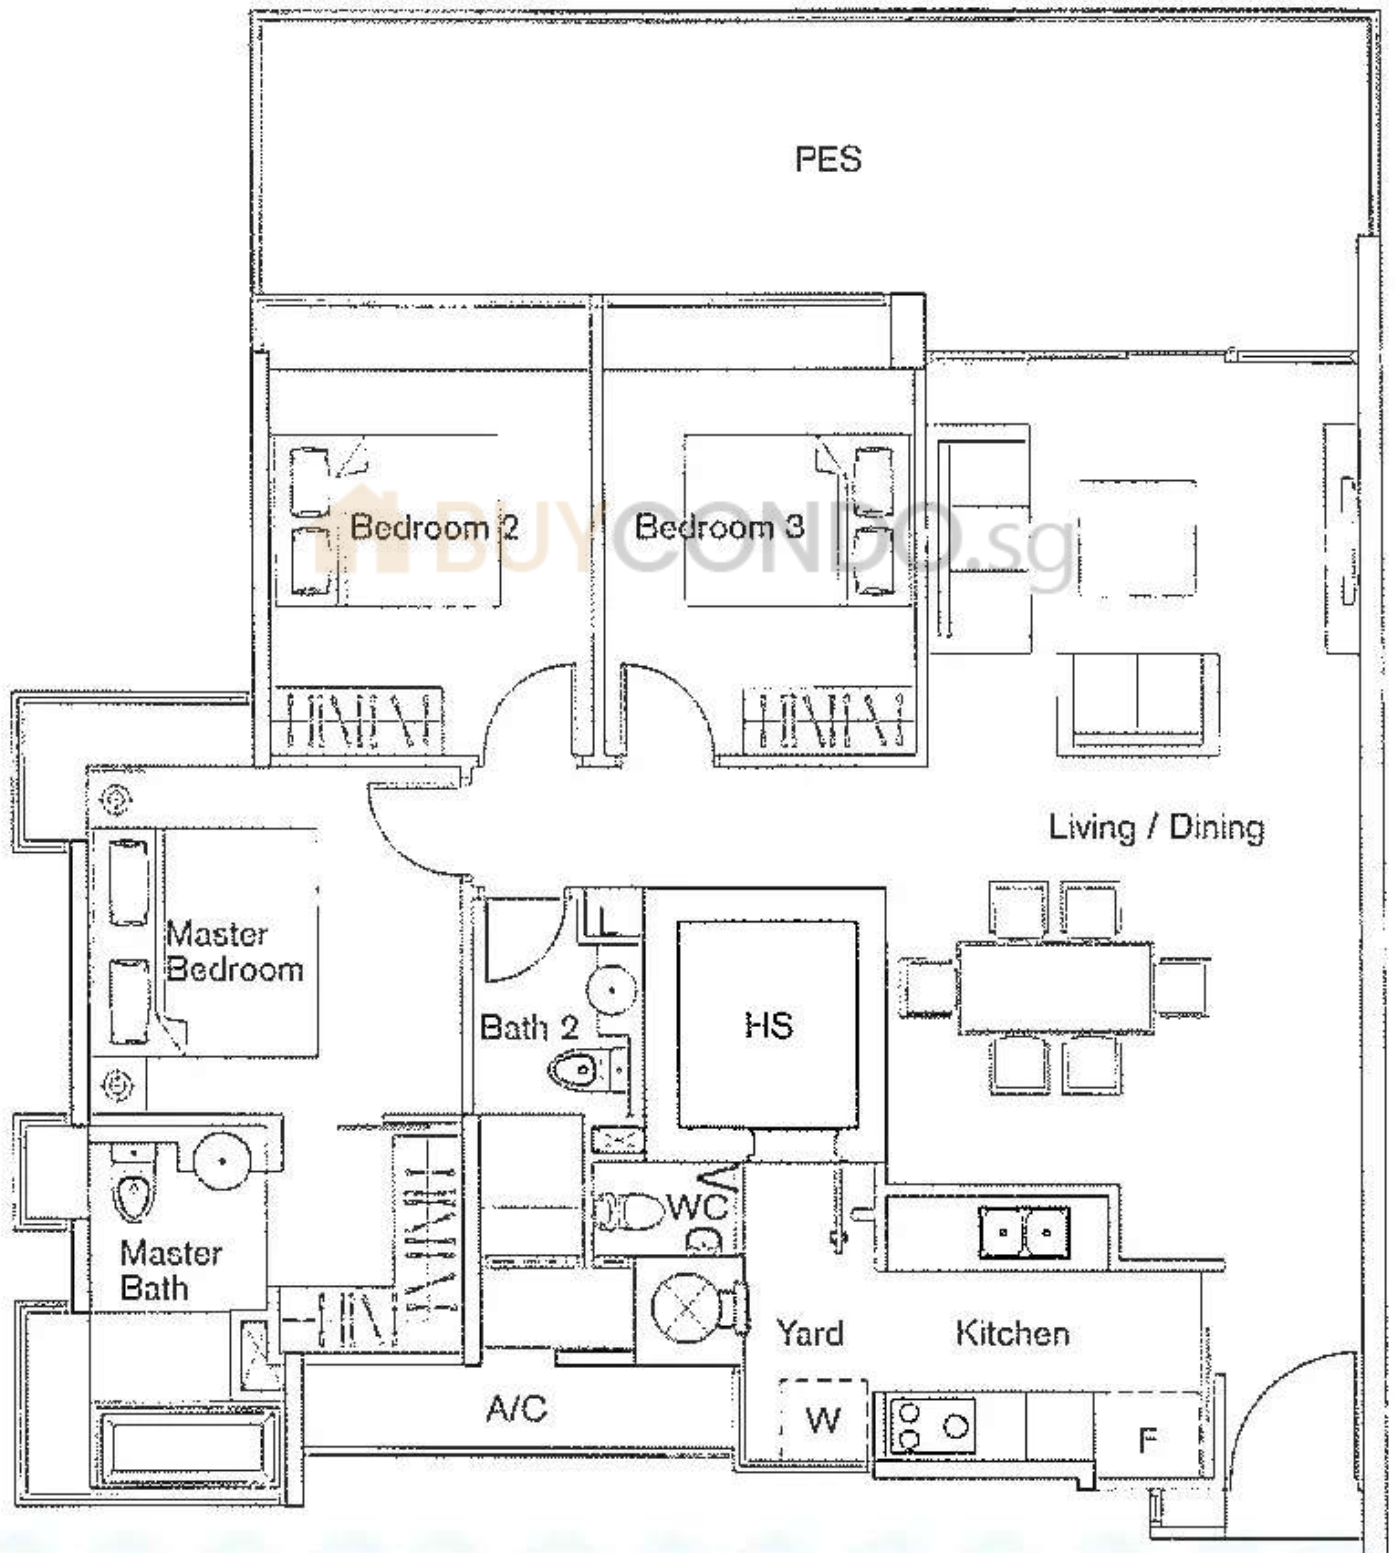 PES
Bedroom 2
Bedroom 3
BUYCONDO.sg
Living / Dining
Master
Bedroom
Bath 2
HS
WC
Master
Bath
Yard
Kitchen
A/C
W
F